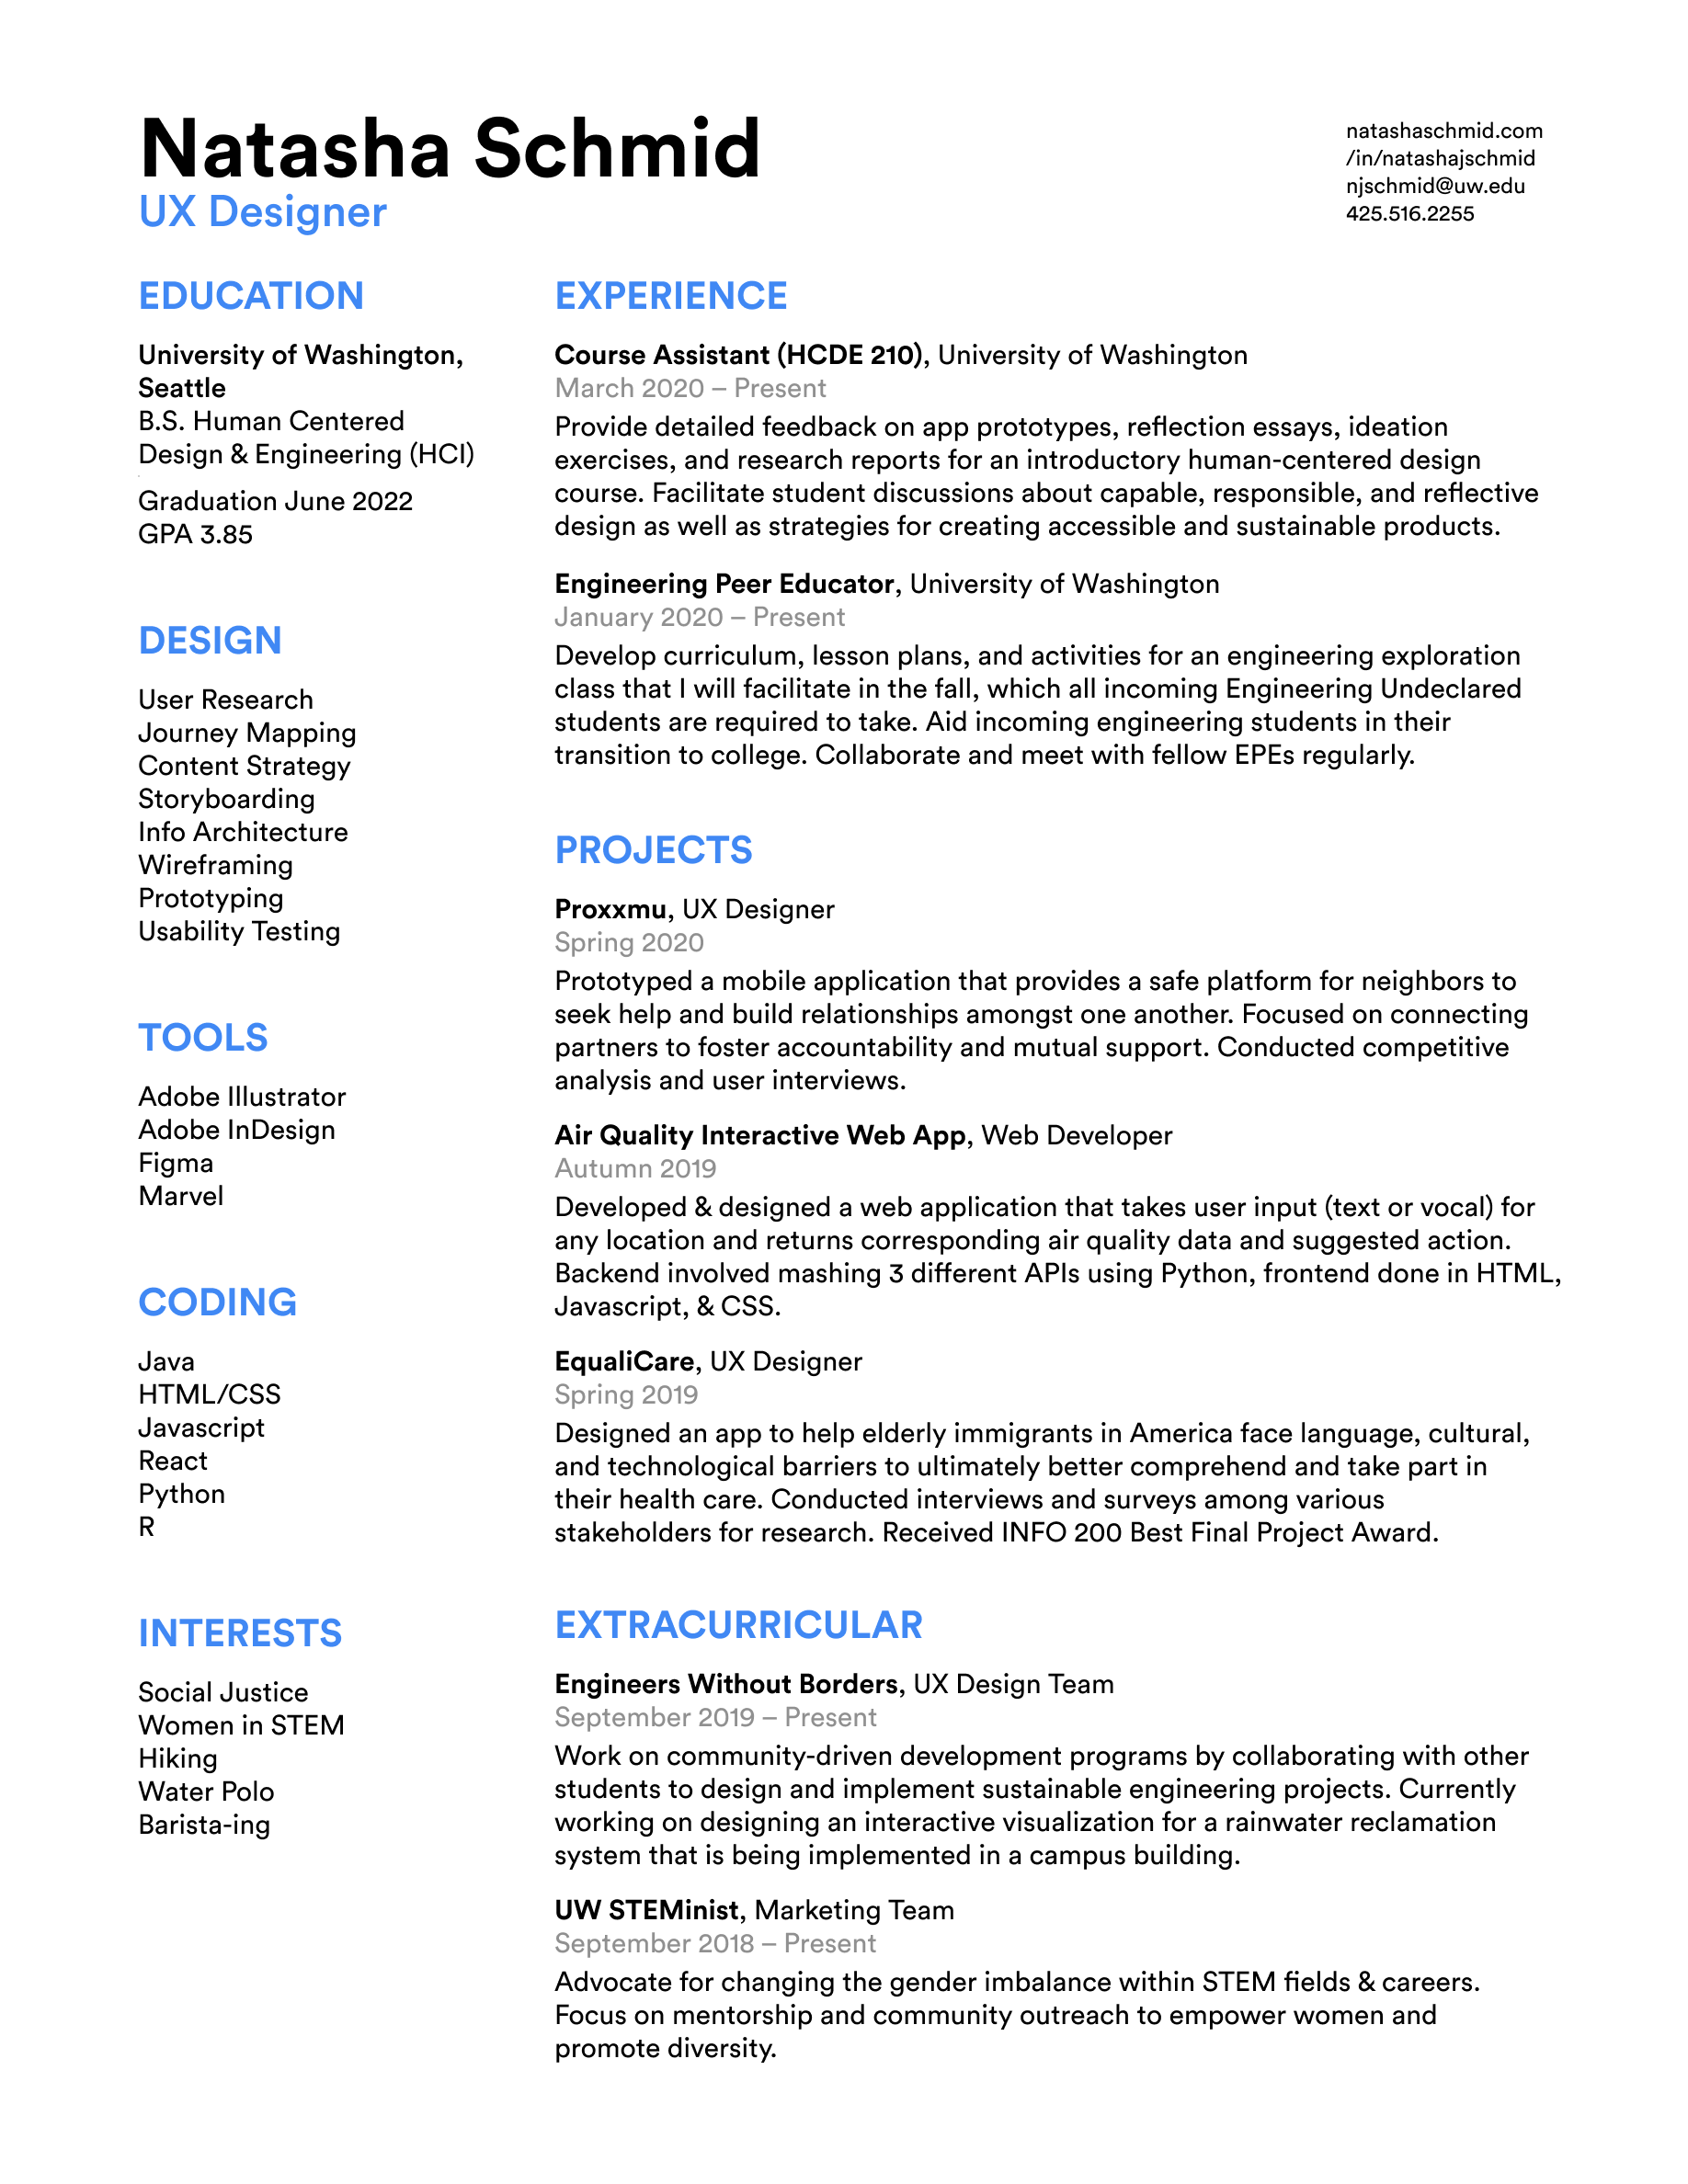 Natasha Schmid
UX Designer
natashaschmid.com
/in/natashajschmid
njschmid@uw.edu
425.516.2255
EDUCATION
University of Washington,
Seattle
B.S. Human Centered
Design & Engineering (HCI)
Graduation June 2022
GPA 3.85
DESIGN
User Research
Journey Mapping
Content Strategy
Storyboarding
Info Architecture
Wireframing
Prototyping
Usability Testing
TOOLS
Adobe Illustrator
Adobe InDesign
Figma
Marvel
CODING
Java
HTML/CSS
Javascript
React
Python
R
INTERESTS
Social Justice
Women in STEM
Hiking
Water Polo
Barista-ing
EXPERIENCE
Course Assistant (HCDE 210), University of Washington
March 2020 – Present
Provide detailed feedback on app prototypes, reflection essays, ideation
exercises, and research reports for an introductory human-centered design
course. Facilitate student discussions about capable, responsible, and reflective
design as well as strategies for creating accessible and sustainable products.
Engineering Peer Educator, University of Washington
January 2020 – Present
Develop curriculum, lesson plans, and activities for an engineering exploration
class that I will facilitate in the fall, which all incoming Engineering Undeclared
students are required to take. Aid incoming engineering students in their
transition to college. Collaborate and meet with fellow EPEs regularly.
PROJECTS
Proxxmu, UX Designer
Spring 2020
Prototyped a mobile application that provides a safe platform for neighbors to
seek help and build relationships amongst one another. Focused on connecting
partners to foster accountability and mutual support. Conducted competitive
analysis and user interviews.
Air Quality Interactive Web App, Web Developer
Autumn 2019
Developed & designed a web application that takes user input (text or vocal) for
any location and returns corresponding air quality data and suggested action.
Backend involved mashing 3 different APIs using Python, frontend done in HTML,
Javascript, & CSS.
EqualiCare, UX Designer
Spring 2019
Designed an app to help elderly immigrants in America face language, cultural,
and technological barriers to ultimately better comprehend and take part in
their health care. Conducted interviews and surveys among various
stakeholders for research. Received INFO 200 Best Final Project Award.
EXTRACURRICULAR
Engineers Without Borders, UX Design Team
September 2019 – Present
Work on community-driven development programs by collaborating with other
students to design and implement sustainable engineering projects. Currently
working on designing an interactive visualization for a rainwater reclamation
system that is being implemented in a campus building.
UW STEMinist, Marketing Team
September 2018 – Present
Advocate for changing the gender imbalance within STEM fields & careers.
Focus on mentorship and community outreach to empower women and
promote diversity.